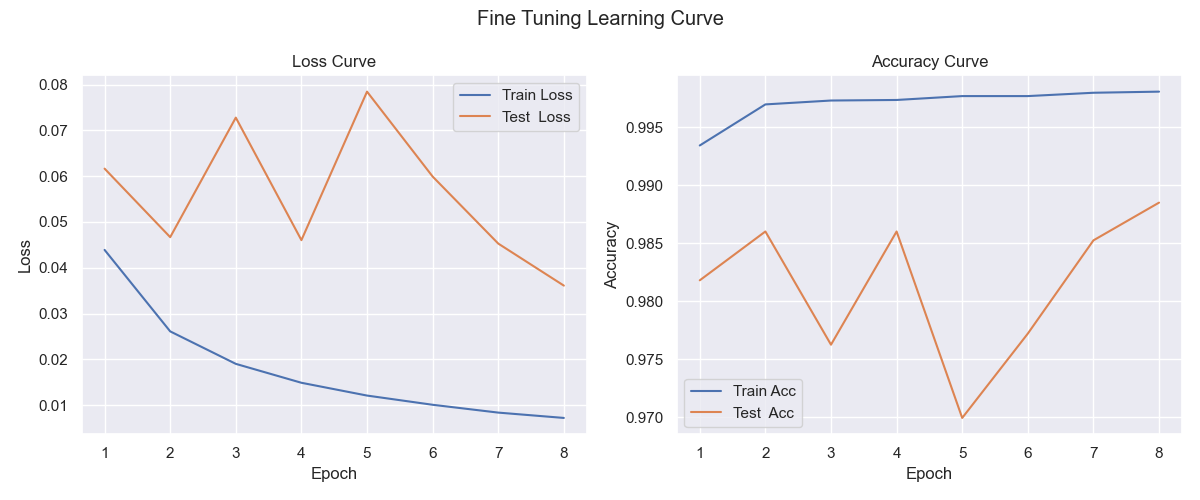 Fine Tuning Learning Curve
Loss Curve
0.08
0.07
0.06
0.05
0.04
0.03
0.02
0.01
Loss
Train Loss
Test  Loss
1 2 3 4 5 6 7 8
Epoch
Accuracy Curve
0.995
0.990
0.985
0.980
0.975
0.970
Accuracy
Train Acc
Test  Acc
1 2 3 4 5 6 7 8
Epoch